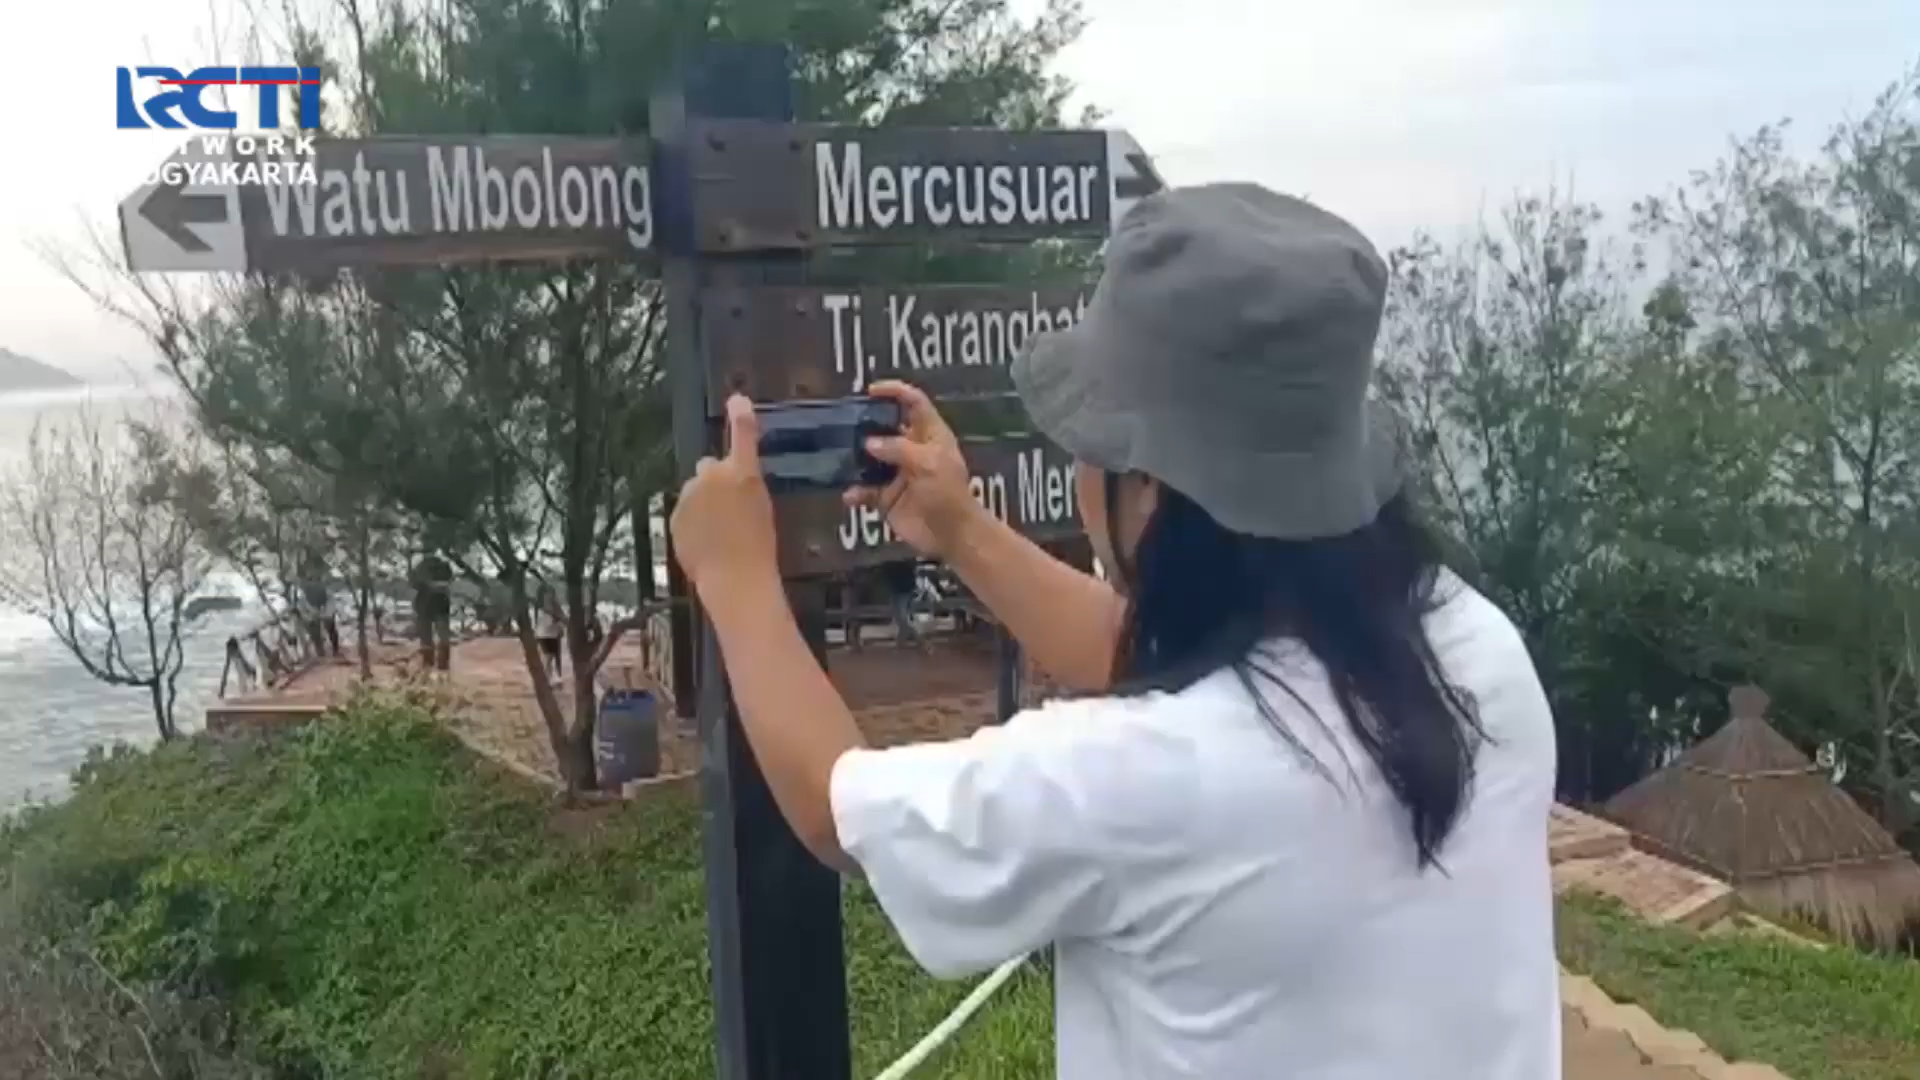 RCTI
NETWORK
YOGYAKARTA
Watu Mbolong
Mercusuar
Tj. Karangbat